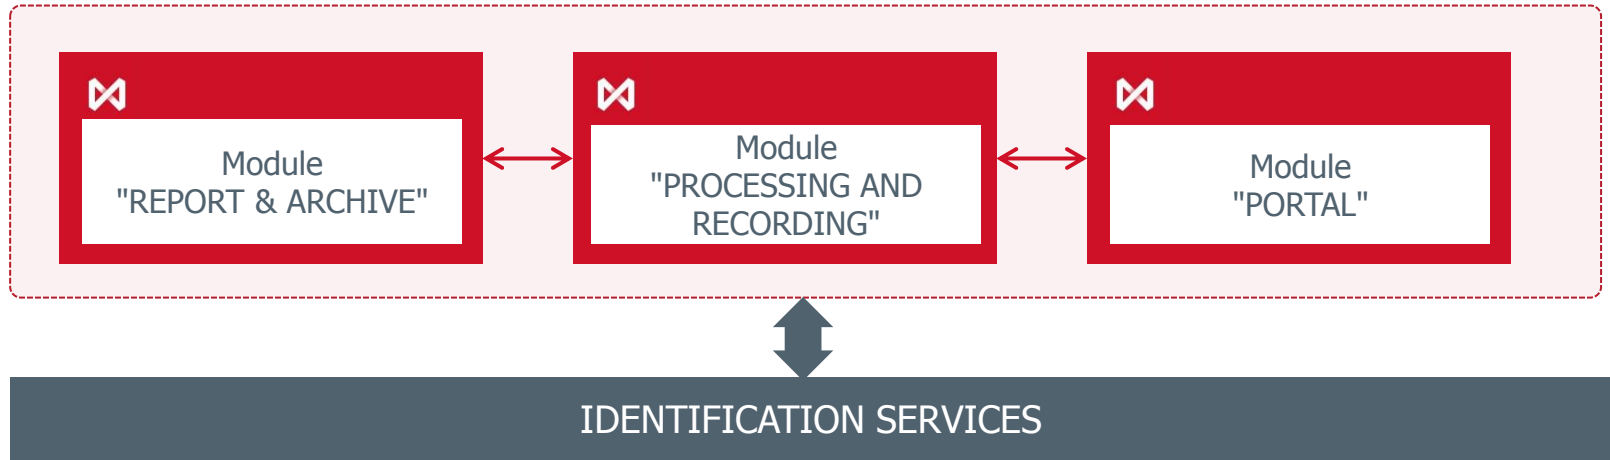 Module
"REPORT & ARCHIVE"
Module
"PROCESSING AND
RECORDING"
Module
"PORTAL"
IDENTIFICATION SERVICES